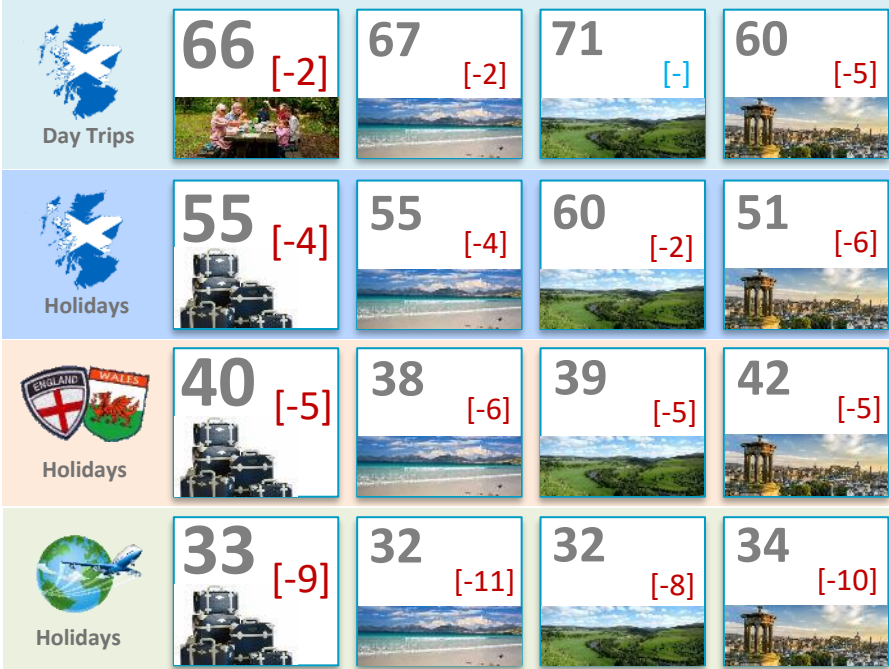 66 [-2] 67 [-2] 71 [-] 60 [-5]
Day Trips
55 [-4] 55 [-4] 60 [-2] 51 [-6]
Holidays
40 [-5] 38 [-6] 39 [-5] 42 [-5]
ENGLAND WALES
Holidays
33 [-9] 32 [-11] 32 [-8] 34 [-10]
Holidays